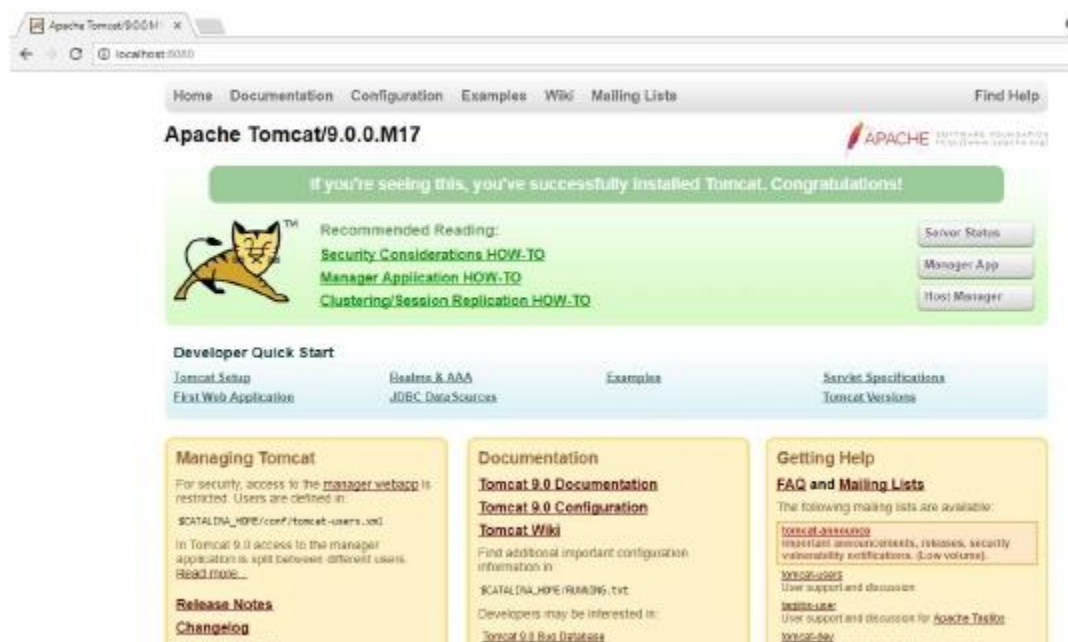 Apache Tomcat/9.0.0.M
localhost:8080
Home Documentation Configuration Examples Wiki Mailing Lists Find Help
Apache Tomcat/9.0.0.M17
APACHE SOFTWARE FOUNDATION
http://www.apache.org/
If you're seeing this, you've successfully installed Tomcat. Congratulations!
TM
Recommended Reading:
Security Considerations HOW-TO
Manager Application HOW-TO
Clustering/Session Replication HOW-TO
Server Status
Manager App
Host Manager
Developer Quick Start
Tomcat Setup
First Web Application
Realms & AAA
JDBC DataSources
Examples
Servlet Specifications
Tomcat Versions
Managing Tomcat
For security, access to the manager webapp is
restricted. Users are defined in:
$CATALINA_HOME/conf/tomcat-users.xml
In Tomcat 9.0 access to the manager
application is split between different users.
Read more...
Release Notes
Changelog
Documentation
Tomcat 9.0 Documentation
Tomcat 9.0 Configuration
Tomcat Wiki
Find additional important configuration
information in:
$CATALINA_HOME/RUNNING.txt
Developers may be interested in:
Tomcat 9.0 Bug Database
Getting Help
FAQ and Mailing Lists
The following mailing lists are available:
tomcat-announce
Important announcements, releases, security
vulnerability notifications. (Low volume).
tomcat-users
User support and discussion
taglibs-user
User support and discussion for Apache Taglibs
tomcat-dev